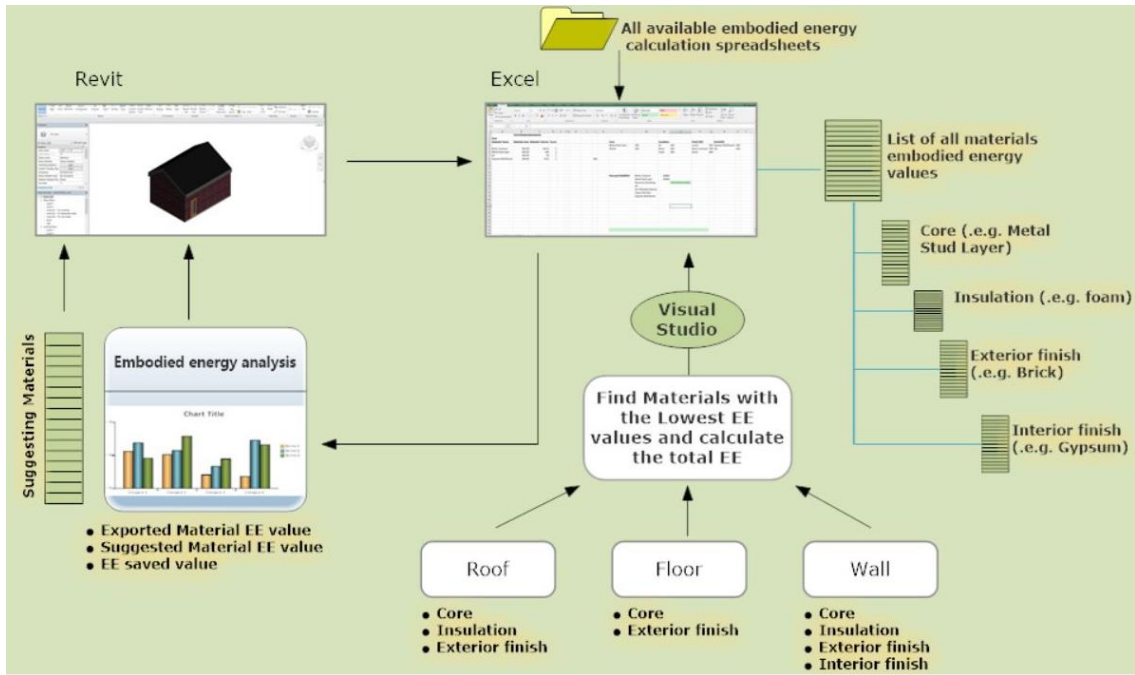 All available embodied energy
calculation spreadsheets
Revit
Excel
List of all materials
embodied energy
values
Core (.e.g. Metal
Stud Layer)
Insulation (.e.g. foam)
Exterior finish
(.e.g. Brick)
Interior finish
(.e.g. Gypsum)
Visual
Studio
Suggesting Materials
Embodied energy analysis
Chart Title
Find Materials with
the Lowest EE
values and calculate
the total EE
● Exported Material EE value
● Suggested Material EE value
● EE saved value
Roof
Floor
Wall
● Core
● Insulation
● Exterior finish
● Core
● Exterior finish
● Core
● Insulation
● Exterior finish
● Interior finish